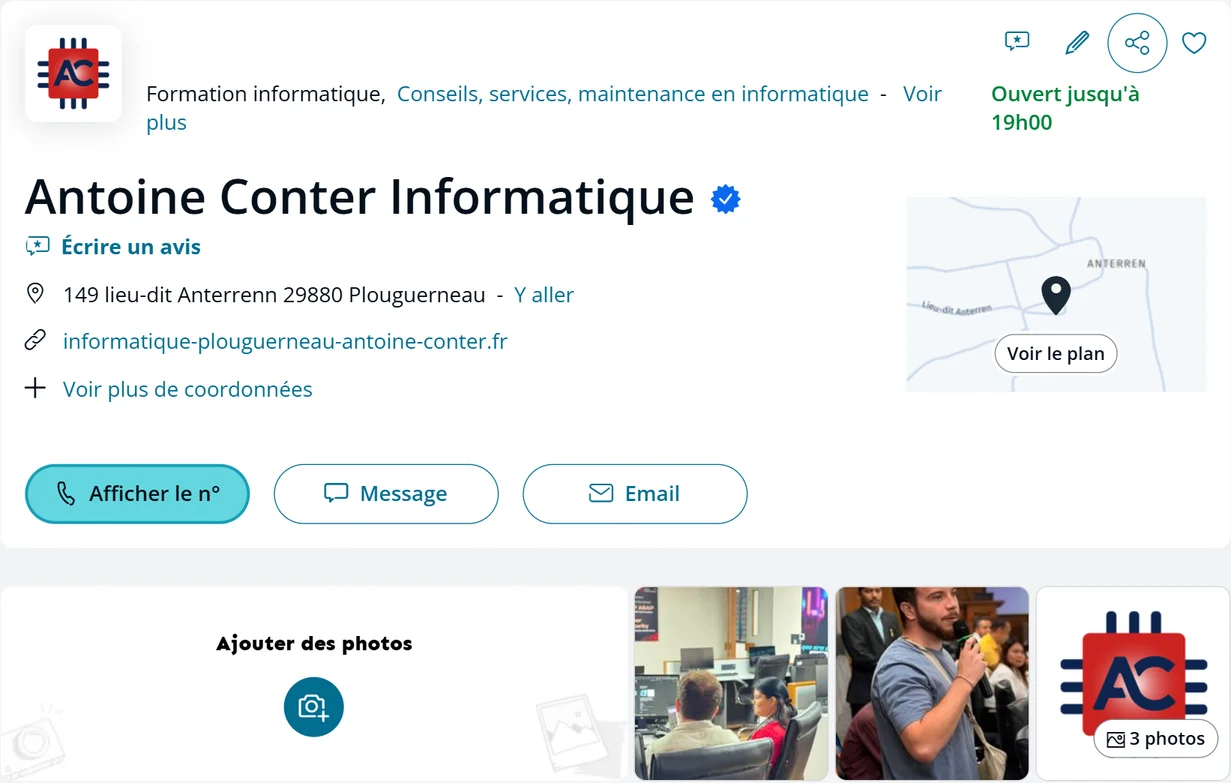 AC
Formation informatique, Conseils, services, maintenance en informatique - Voir
plus
Ouvert jusqu'à
19h00
Antoine Conter Informatique
Écrire un avis
149 lieu-dit Anterrenn 29880 Plouguerneau - Y aller
informatique-plouguerneau-antoine-conter.fr
Voir plus de coordonnées
ANTERREN
Lieu-dit Anterren
Voir le plan
Afficher le n°
Message
Email
Ajouter des photos
AC
3 photos